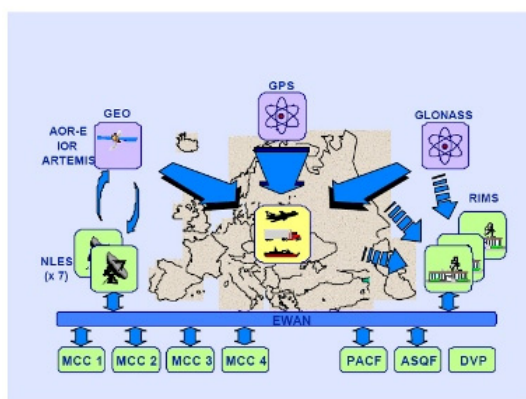 GPS
GEO
GLONASS
AOR-E
IOR
ARTEMIS
RIMS
NLES
(x 7)
EWAN
MCC 1
MCC 2
MCC 3
MCC 4
PACF
ASQF
DVP